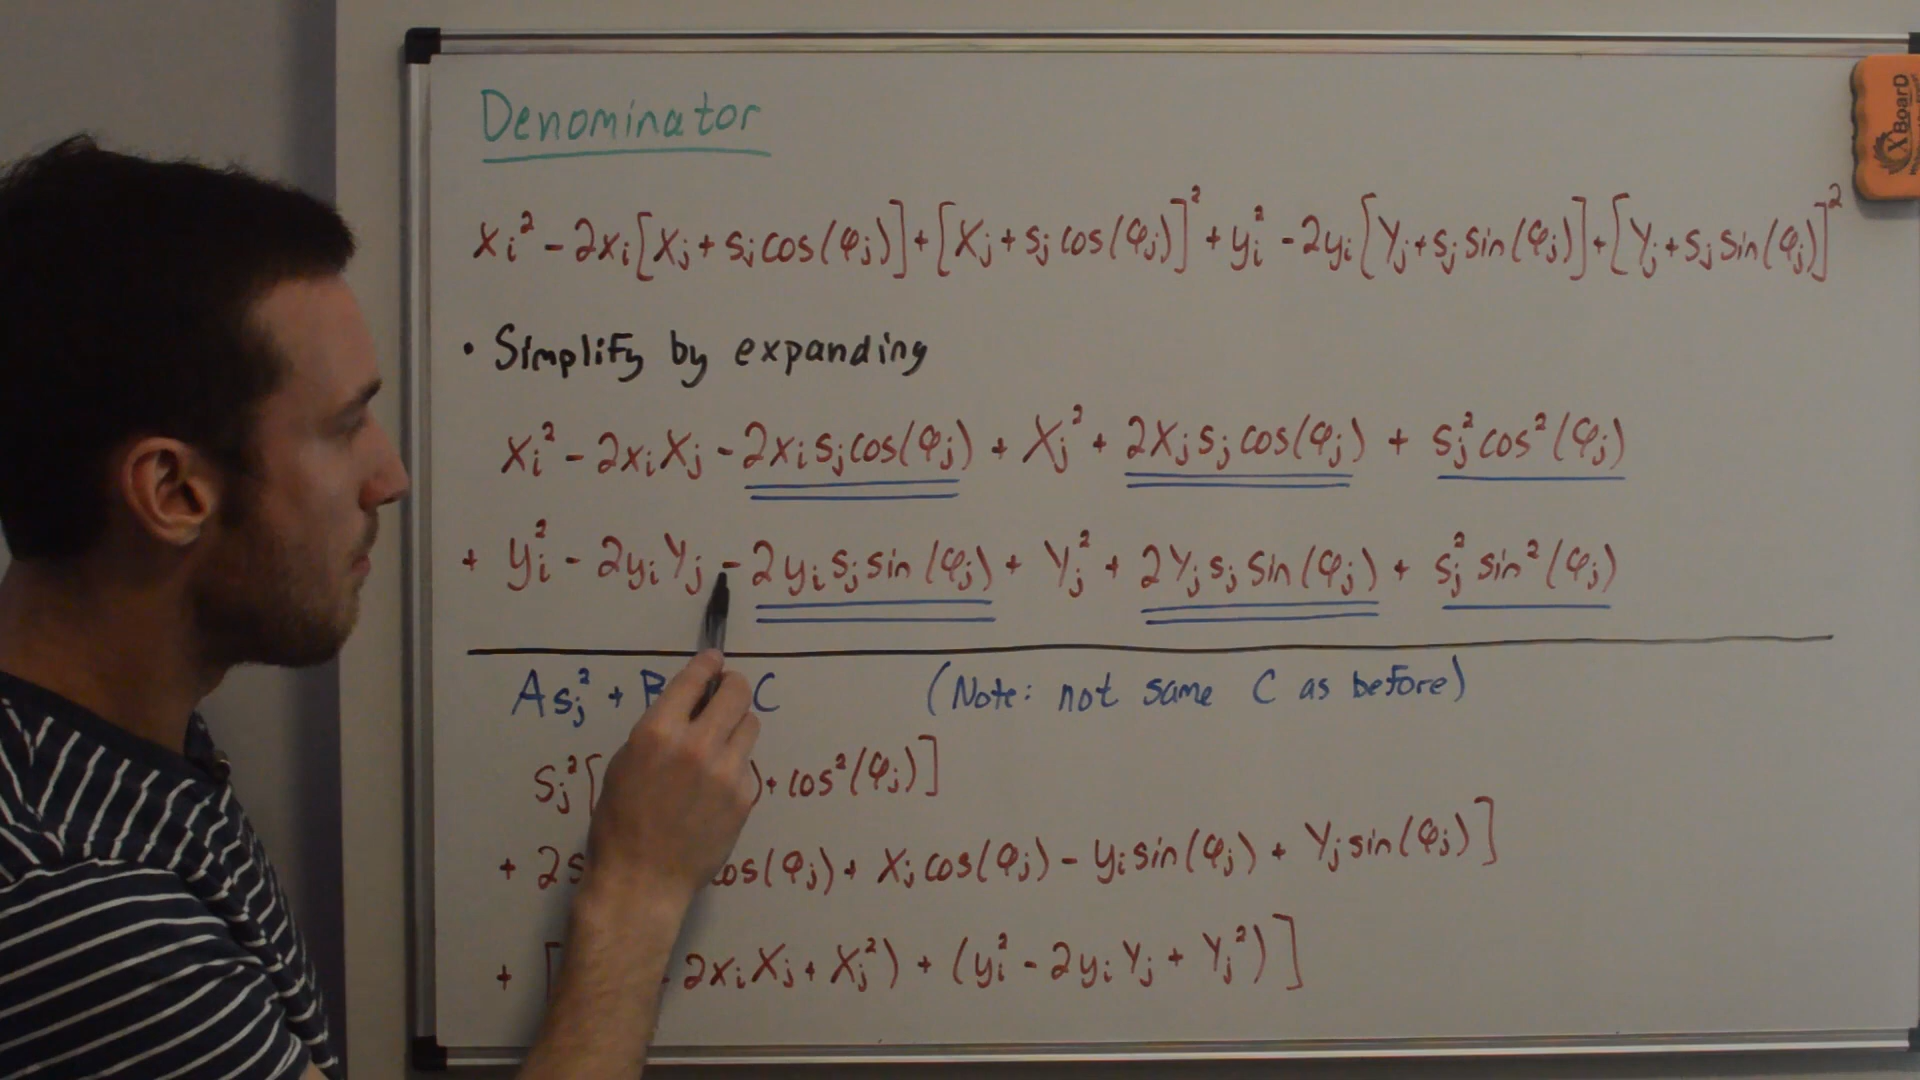 Denominator
xᵢ² - 2xᵢ[Xⱼ + sⱼ cos(φⱼ)] + [Xⱼ + sⱼ cos(φⱼ)]² + yᵢ² - 2yᵢ[Yⱼ + sⱼ sin(φⱼ)] + [Yⱼ + sⱼ sin(φⱼ)]²
• Simplify by expanding
xᵢ² - 2xᵢXⱼ - 2xᵢsⱼcos(φⱼ) + Xⱼ² + 2Xⱼsⱼcos(φⱼ) + sⱼ²cos²(φⱼ)
+ yᵢ² - 2yᵢYⱼ - 2yᵢsⱼsin(φⱼ) + Yⱼ² + 2Yⱼsⱼsin(φⱼ) + sⱼ²sin²(φⱼ)
Asⱼ² + B C (Note: not same C as before)
sⱼ²[ ) + cos²(φⱼ)]
+ 2s cos(φⱼ) + Xⱼcos(φⱼ) - yᵢsin(φⱼ) + Yⱼsin(φⱼ)]
+ [ - 2xᵢXⱼ + Xⱼ²) + (yᵢ² - 2yᵢYⱼ + Yⱼ²)]
XBoarD